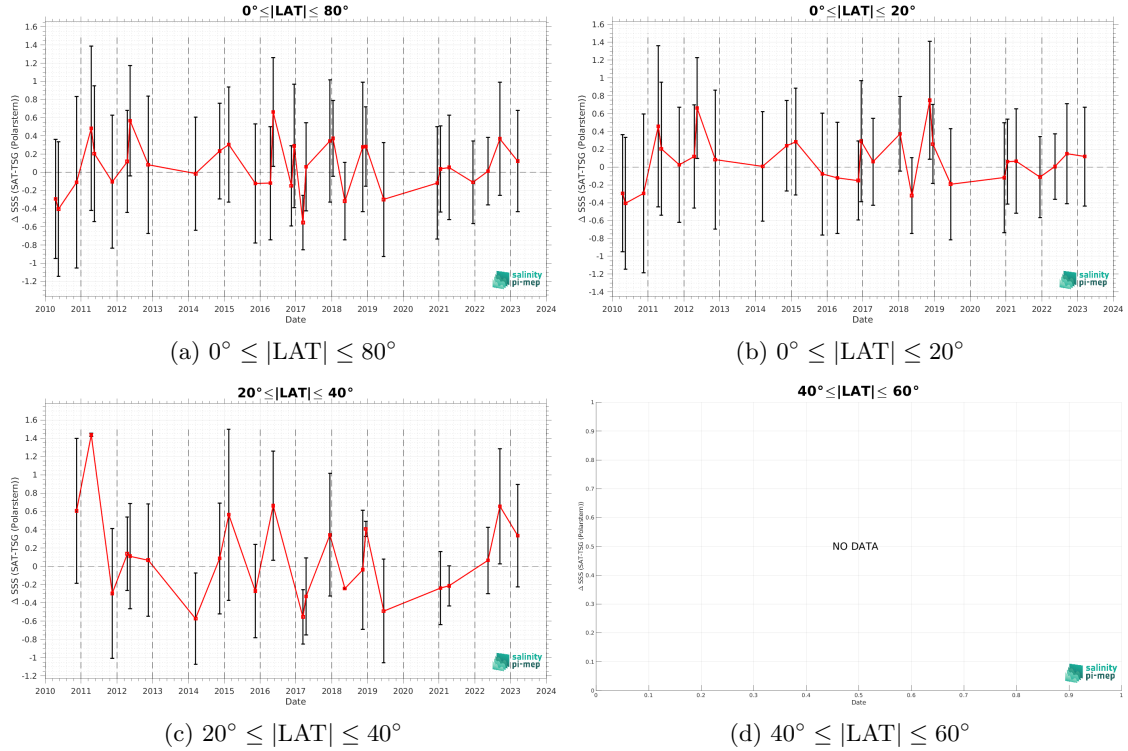 0°≤|LAT|≤ 80°
Δ SSS (SAT-TSG (Polarstern))
1.6
1.4
1.2
1
0.8
0.6
0.4
0.2
0
-0.2
-0.4
-0.6
-0.8
-1
-1.2
2010 2011 2012 2013 2014 2015 2016 2017 2018 2019 2020 2021 2022 2023 2024
Date
salinity
pi-mep
(a) 0° ≤ |LAT| ≤ 80°
0°≤|LAT|≤ 20°
Δ SSS (SAT-TSG (Polarstern))
1.6
1.4
1.2
1
0.8
0.6
0.4
0.2
0
-0.2
-0.4
-0.6
-0.8
-1
-1.2
-1.4
2010 2011 2012 2013 2014 2015 2016 2017 2018 2019 2020 2021 2022 2023 2024
Date
salinity
pi-mep
(b) 0° ≤ |LAT| ≤ 20°
20°≤|LAT|≤ 40°
Δ SSS (SAT-TSG (Polarstern))
1.6
1.4
1.2
1
0.8
0.6
0.4
0.2
0
-0.2
-0.4
-0.6
-0.8
-1
-1.2
2010 2011 2012 2013 2014 2015 2016 2017 2018 2019 2020 2021 2022 2023 2024
Date
salinity
pi-mep
(c) 20° ≤ |LAT| ≤ 40°
40°≤|LAT|≤ 60°
Δ SSS (SAT-TSG (Polarstern))
1
0.9
0.8
0.7
0.6
0.5
0.4
0.3
0.2
0.1
0
NO DATA
0 0.1 0.2 0.3 0.4 0.5 0.6 0.7 0.8 0.9 1
Date
salinity
pi-mep
(d) 40° ≤ |LAT| ≤ 60°